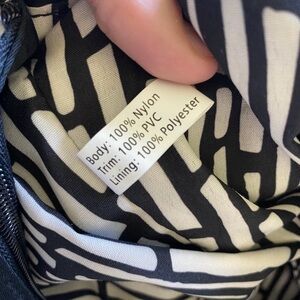 Body: 100% Nylon
Trim: 100% PVC
Lining: 100% Polyester